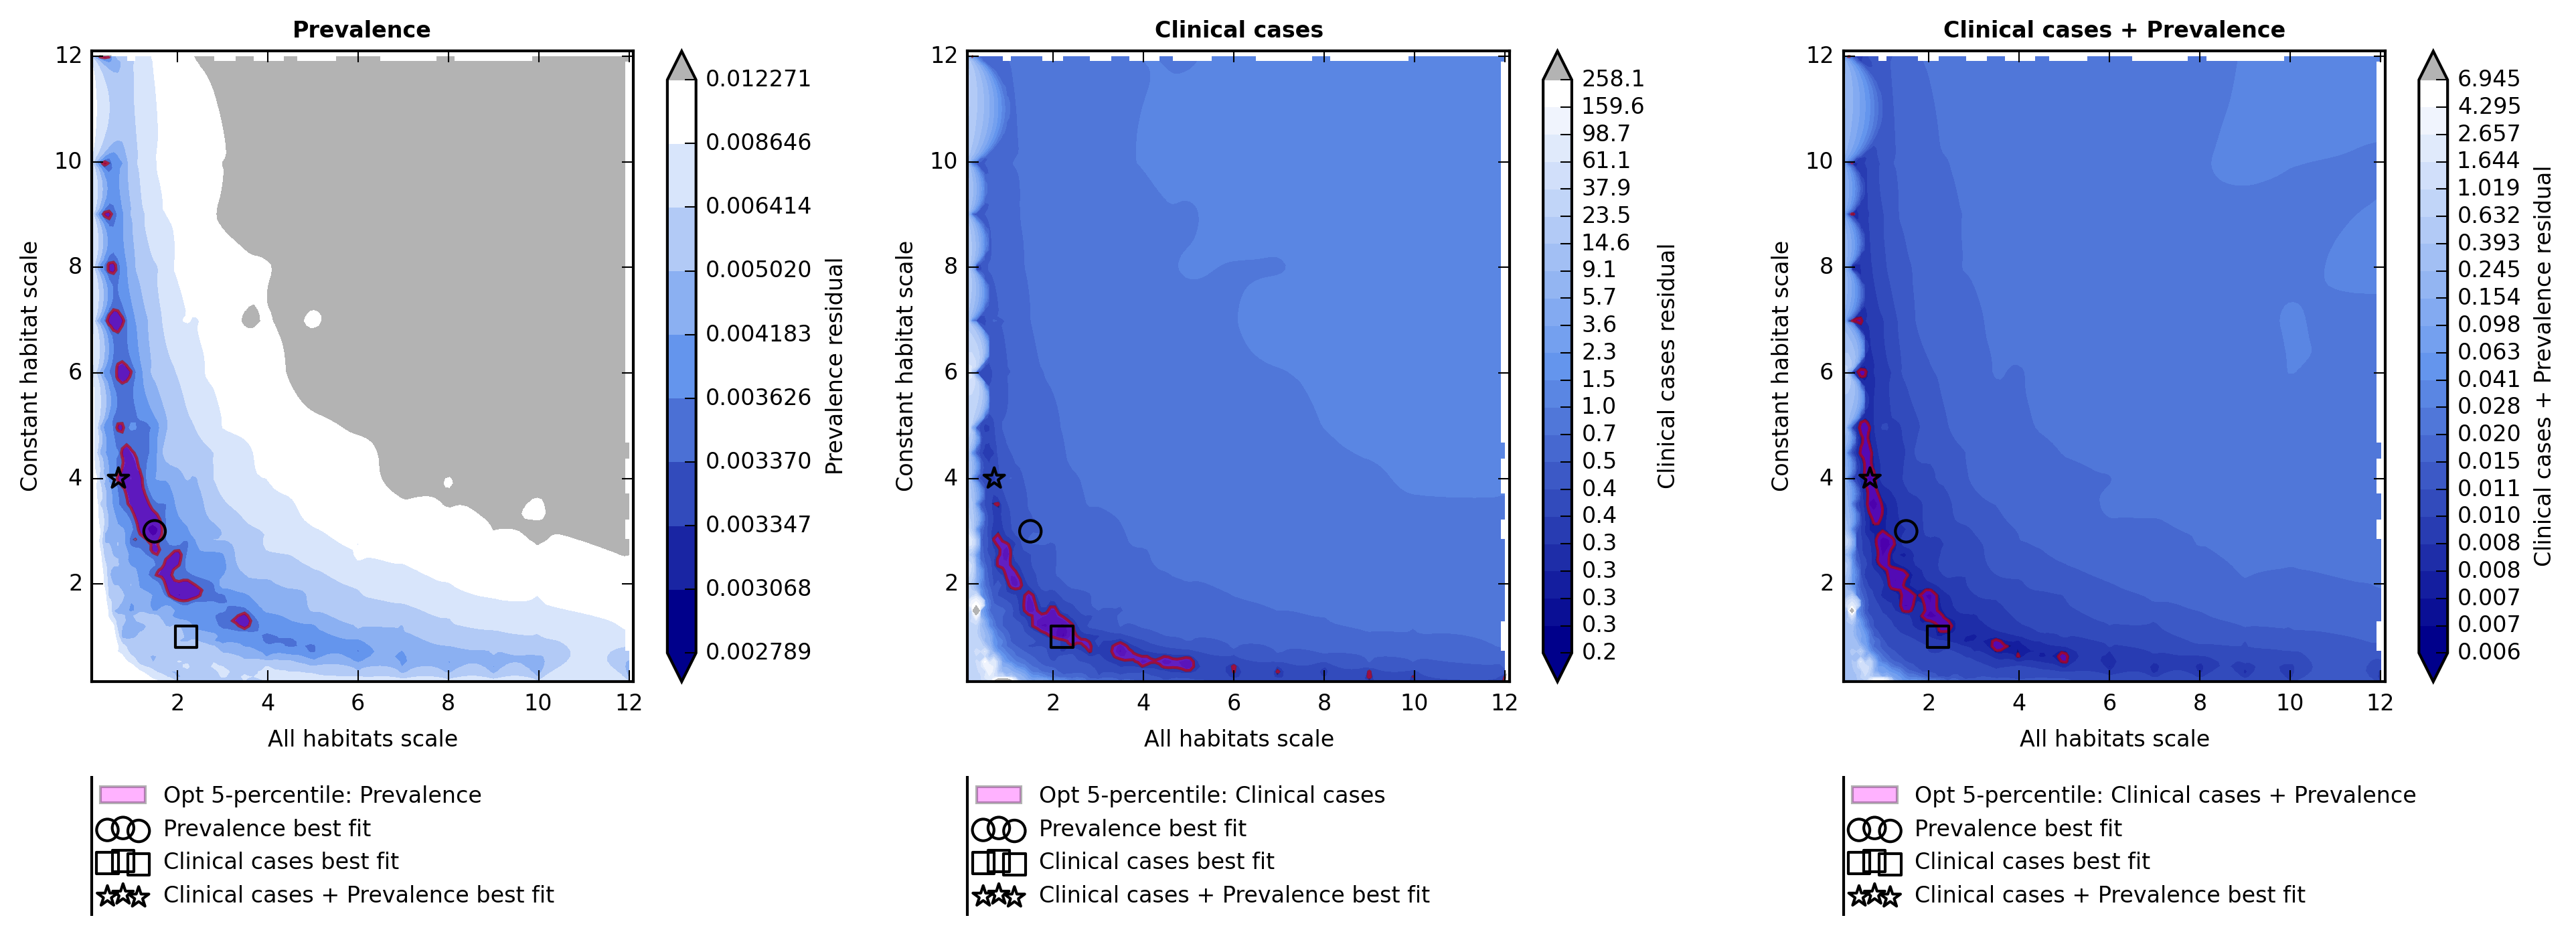 Prevalence
12
10
8
6
4
2
2 4 6 8 10 12
Constant habitat scale
All habitats scale
0.012271
0.008646
0.006414
0.005020
0.004183
0.003626
0.003370
0.003347
0.003068
0.002789
Prevalence residual
Opt 5-percentile: Prevalence
Prevalence best fit
Clinical cases best fit
Clinical cases + Prevalence best fit
Clinical cases
12
10
8
6
4
2
2 4 6 8 10 12
Constant habitat scale
All habitats scale
258.1
159.6
98.7
61.1
37.9
23.5
14.6
9.1
5.7
3.6
2.3
1.5
1.0
0.7
0.5
0.4
0.4
0.3
0.3
0.3
0.3
0.2
Clinical cases residual
Opt 5-percentile: Clinical cases
Prevalence best fit
Clinical cases best fit
Clinical cases + Prevalence best fit
Clinical cases + Prevalence
12
10
8
6
4
2
2 4 6 8 10 12
Constant habitat scale
All habitats scale
6.945
4.295
2.657
1.644
1.019
0.632
0.393
0.245
0.154
0.098
0.063
0.041
0.028
0.020
0.015
0.011
0.010
0.008
0.008
0.007
0.007
0.006
Clinical cases + Prevalence residual
Opt 5-percentile: Clinical cases + Prevalence
Prevalence best fit
Clinical cases best fit
Clinical cases + Prevalence best fit